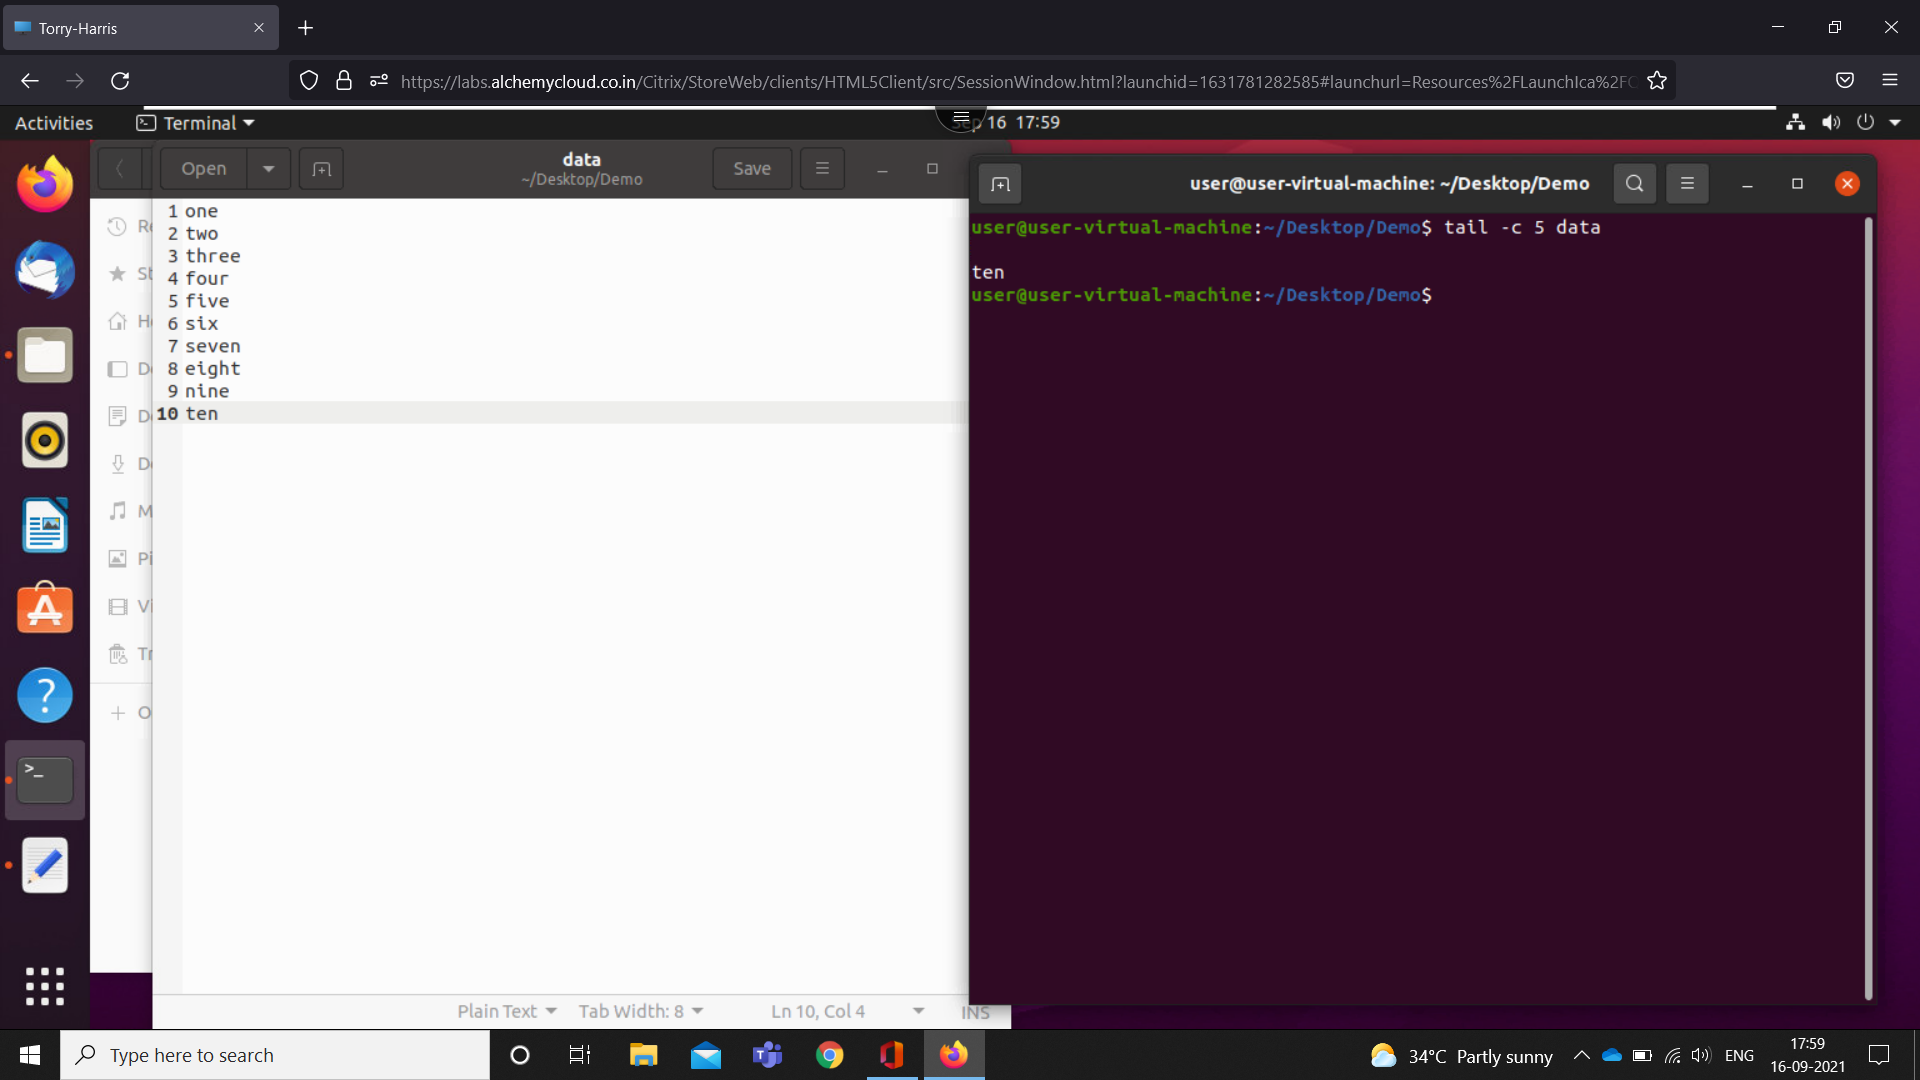 Torry-Harris
https://labs.alchemycloud.co.in/Citrix/StoreWeb/clients/HTML5Client/src/SessionWindow.html?launchid=1631781282585#launchurl=Resources%2FLaunchIca%2FC
Activities
Terminal
16 17:59
Open
data
~/Desktop/Demo
Save
1 one
2 two
3 three
4 four
5 five
6 six
7 seven
8 eight
9 nine
10 ten
Plain Text
Tab Width: 8
Ln 10, Col 4
INS
user@user-virtual-machine: ~/Desktop/Demo
user@user-virtual-machine:~/Desktop/Demo$ tail -c 5 data
ten
user@user-virtual-machine:~/Desktop/Demo$
Type here to search
34°C Partly sunny
ENG
17:59
16-09-2021